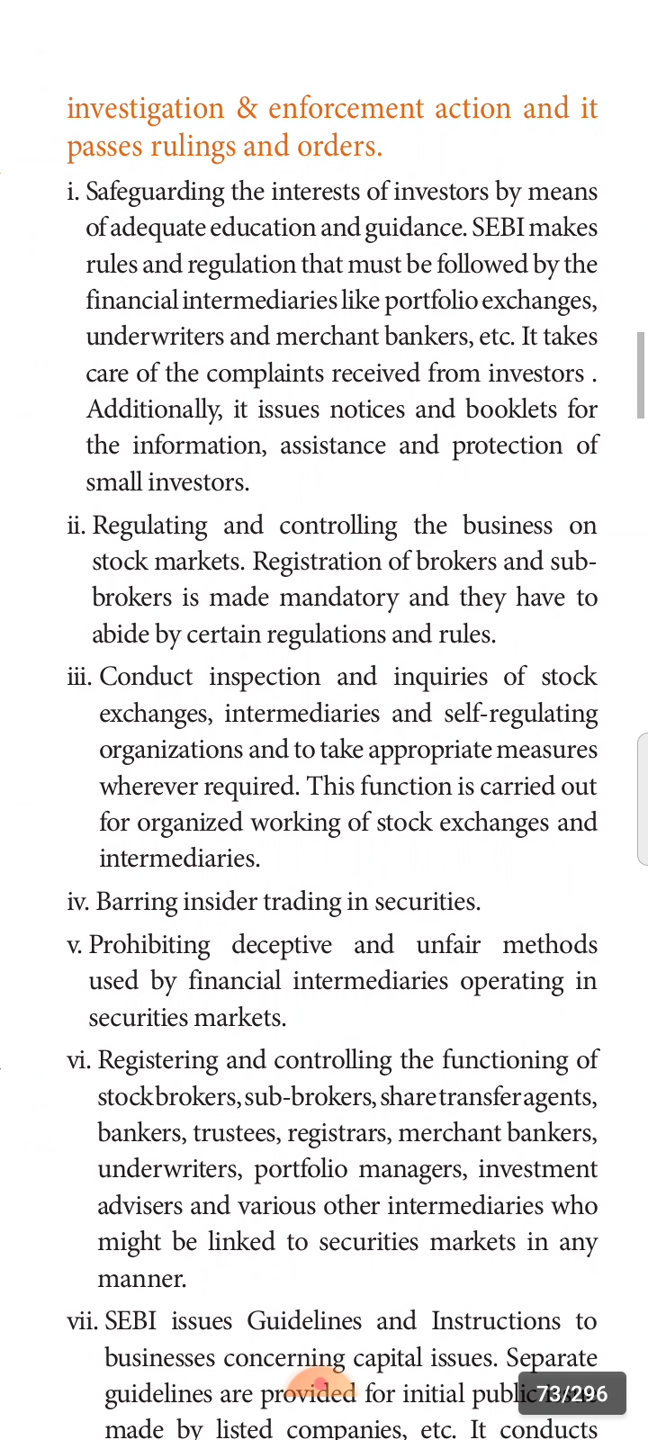 investigation & enforcement action and it
passes rulings and orders.
i. Safeguarding the interests of investors by means
of adequate education and guidance. SEBI makes
rules and regulation that must be followed by the
financial intermediaries like portfolio exchanges,
underwriters and merchant bankers, etc. It takes
care of the complaints received from investors .
Additionally, it issues notices and booklets for
the information, assistance and protection of
small investors.
ii. Regulating and controlling the business on
stock markets. Registration of brokers and sub-
brokers is made mandatory and they have to
abide by certain regulations and rules.
iii. Conduct inspection and inquiries of stock
exchanges, intermediaries and self-regulating
organizations and to take appropriate measures
wherever required. This function is carried out
for organized working of stock exchanges and
intermediaries.
iv. Barring insider trading in securities.
v. Prohibiting deceptive and unfair methods
used by financial intermediaries operating in
securities markets.
vi. Registering and controlling the functioning of
stock brokers, sub-brokers, share transfer agents,
bankers, trustees, registrars, merchant bankers,
underwriters, portfolio managers, investment
advisers and various other intermediaries who
might be linked to securities markets in any
manner.
vii. SEBI issues Guidelines and Instructions to
businesses concerning capital issues. Separate
guidelines are provided for initial public
73/296
made by listed companies, etc. It conducts